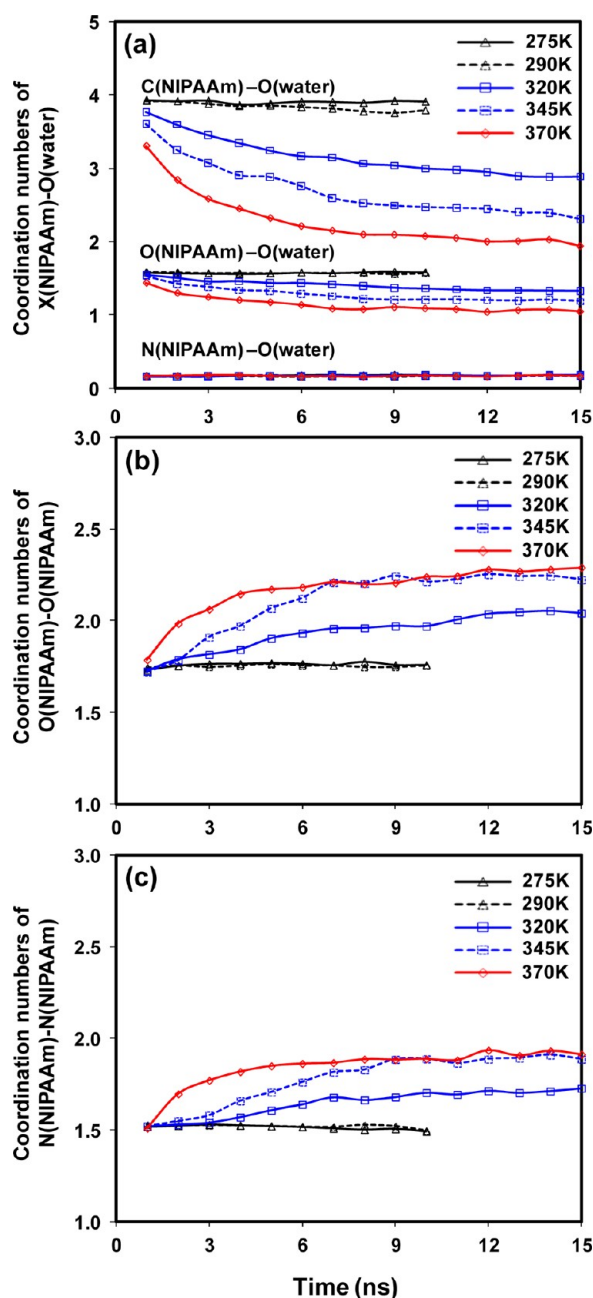 (a)
Coordination numbers of
X(NIPAAm)-O(water)
5
4
3
2
1
0
275K
290K
320K
345K
370K
C(NIPAAm)–O(water)
O(NIPAAm)–O(water)
N(NIPAAm)–O(water)
0 3 6 9 12 15
(b)
Coordination numbers of
O(NIPAAm)-O(NIPAAm)
3.0
2.5
2.0
1.5
1.0
275K
290K
320K
345K
370K
0 3 6 9 12 15
(c)
Coordination numbers of
N(NIPAAm)-N(NIPAAm)
3.0
2.5
2.0
1.5
1.0
275K
290K
320K
345K
370K
0 3 6 9 12 15
Time (ns)